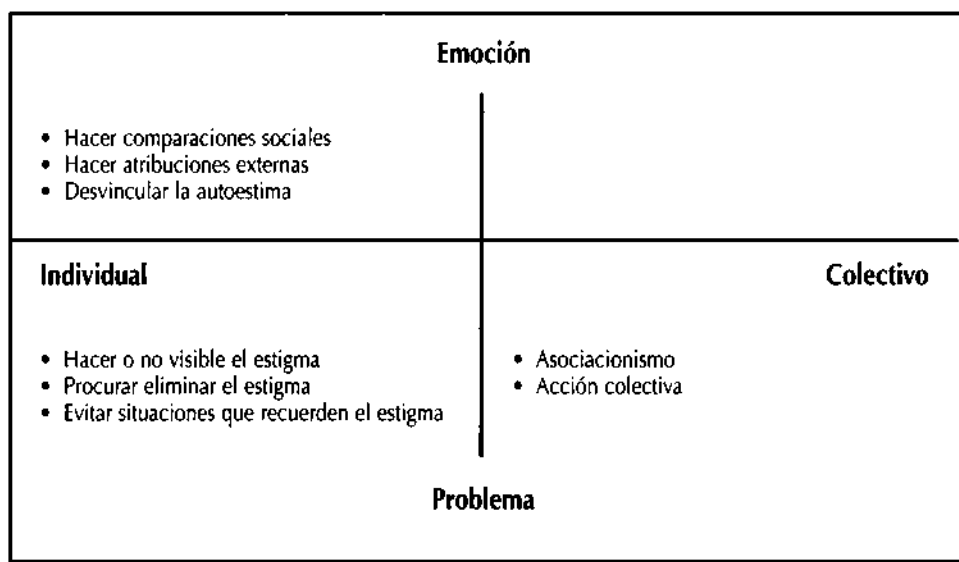 Emoción
• Hacer comparaciones sociales
• Hacer atribuciones externas
• Desvincular la autoestima
Individual
Colectivo
• Hacer o no visible el estigma
• Procurar eliminar el estigma
• Evitar situaciones que recuerden el estigma
• Asociacionismo
• Acción colectiva
Problema